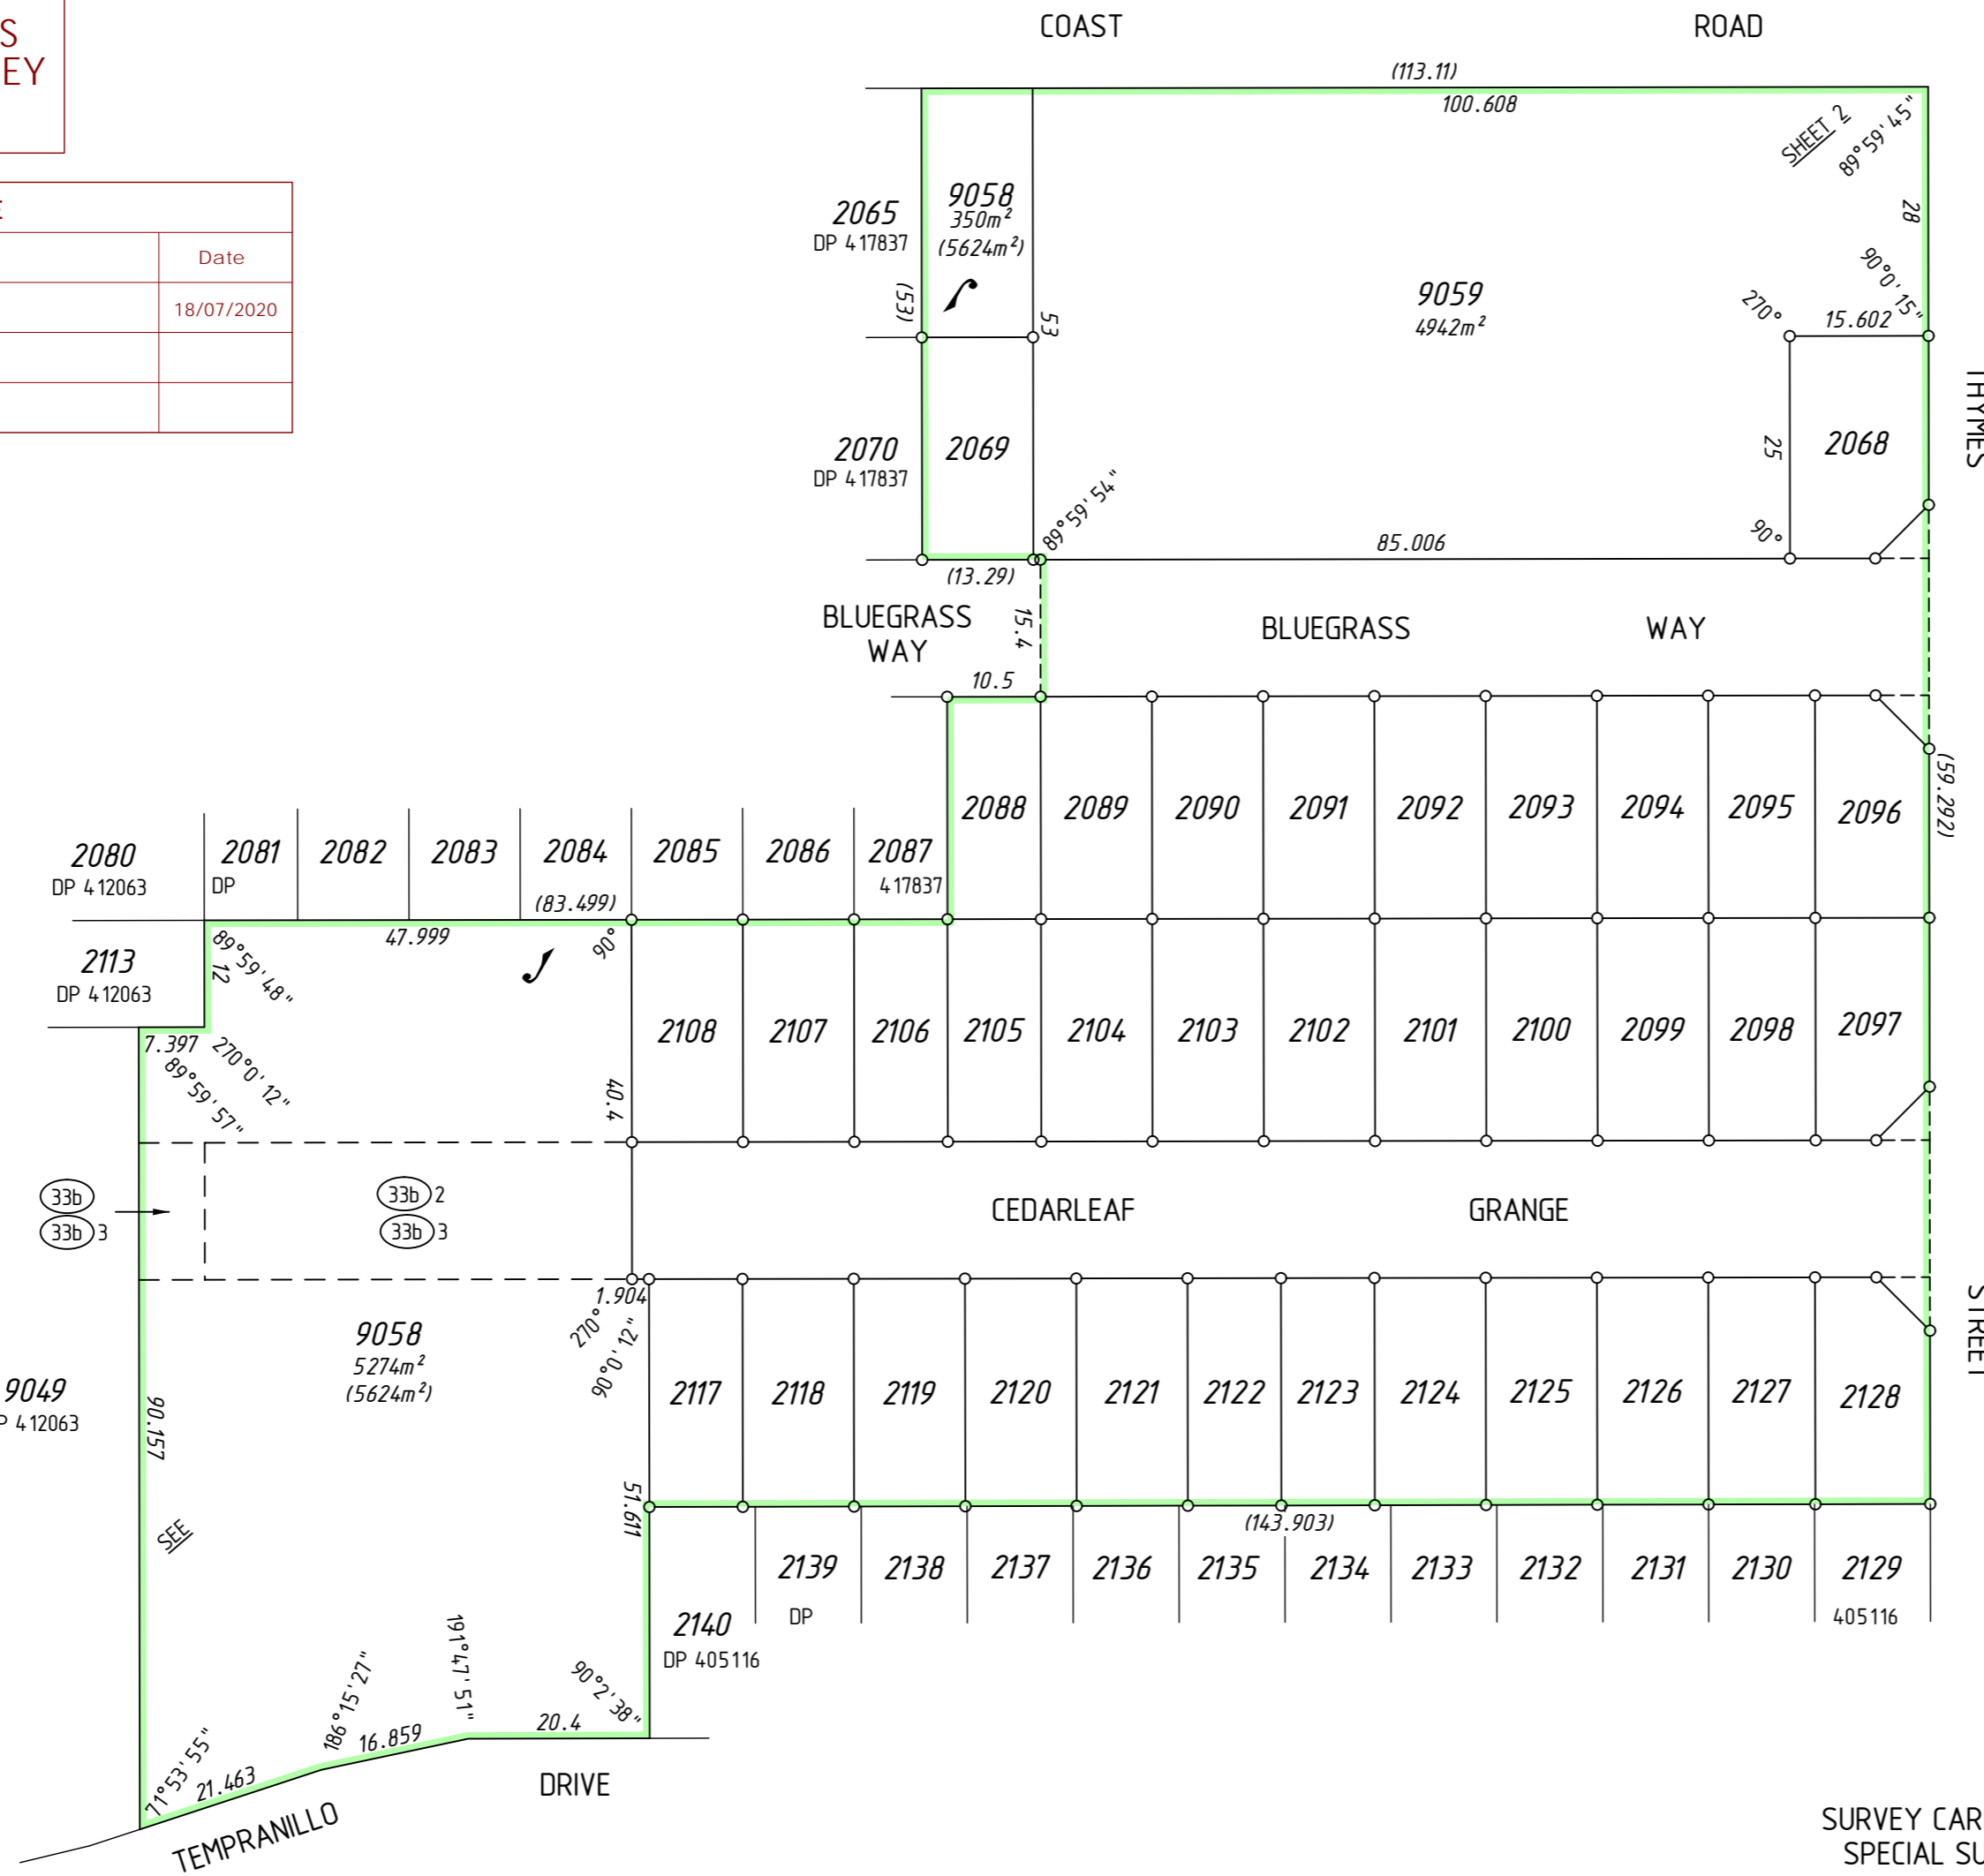 S
EY
E
Date
18/07/2020
COAST ROAD
(113.11)
100.608
SHEET 2
89°59'45"
28
90°0'15"
270°
15.602
2065
DP 417837
9058
350m²
(5624m²)
(53)
53
9059
4942m²
THYMES
2070
DP 417837
2069
25
2068
89°59'54"
90°
85.006
(13.29)
BLUEGRASS
WAY
15.4
BLUEGRASS WAY
10.5
2088 2089 2090 2091 2092 2093 2094 2095 2096
(59.292)
2080
DP 412063
2081 2082 2083 2084 2085 2086 2087
DP 417837
(83.499)
47.999
90°
89°59'48"
12
2113
DP 412063
7.397
270°0'12"
89°59'57"
2108 2107 2106 2105 2104 2103 2102 2101 2100 2099 2098 2097
40.4
33b
33b 3
33b 2
33b 3
CEDARLEAF GRANGE
1.904
270°
90°0'12"
STREET
9058
5274m²
(5624m²)
9049
P 412063
90.157
2117 2118 2119 2120 2121 2122 2123 2124 2125 2126 2127 2128
51.611
(143.903)
SEE
2140
DP 405116
2139 2138 2137 2136 2135 2134 2133 2132 2131 2130 2129
DP 405116
191°47'51"
186°15'27"
90°2'38"
71°53'55"
21.463
16.859
20.4
TEMPRANILLO DRIVE
SURVEY CAR
SPECIAL SU